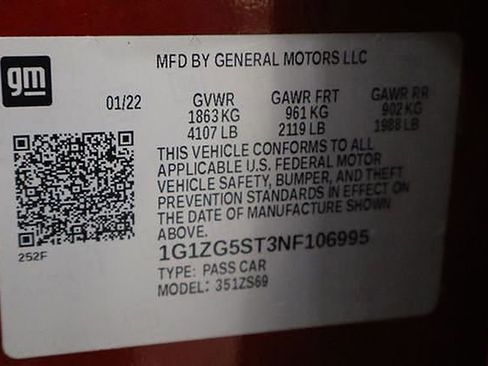 gm
MFD BY GENERAL MOTORS LLC
01/22 GVWR GAWR FRT GAWR RR
1863 KG 961 KG 902 KG
4107 LB 2119 LB 1988 LB
THIS VEHICLE CONFORMS TO ALL
APPLICABLE U.S. FEDERAL MOTOR
VEHICLE SAFETY, BUMPER, AND THEFT
PREVENTION STANDARDS IN EFFECT ON
THE DATE OF MANUFACTURE SHOWN
ABOVE.
252F
1G1ZG5ST3NF106995
TYPE: PASS CAR
MODEL: 351ZS69